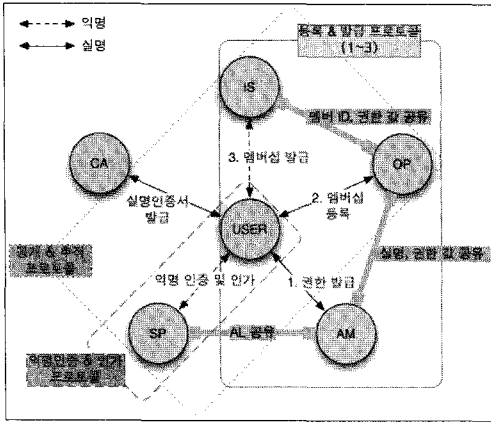 익명
실명
등록 & 발급 프로토콜
(1~3)
IS
멤버 ID, 권한 값 공유
CA
OP
3. 멤버십 발급
실명인증서
발급
2. 멤버십
등록
USER
프로토콜
익명 인증 및 인가
1. 권한 발급
실명, 권한 값 공유
SP
AL 공유
AM
익명인증 & 인가
프로토콜